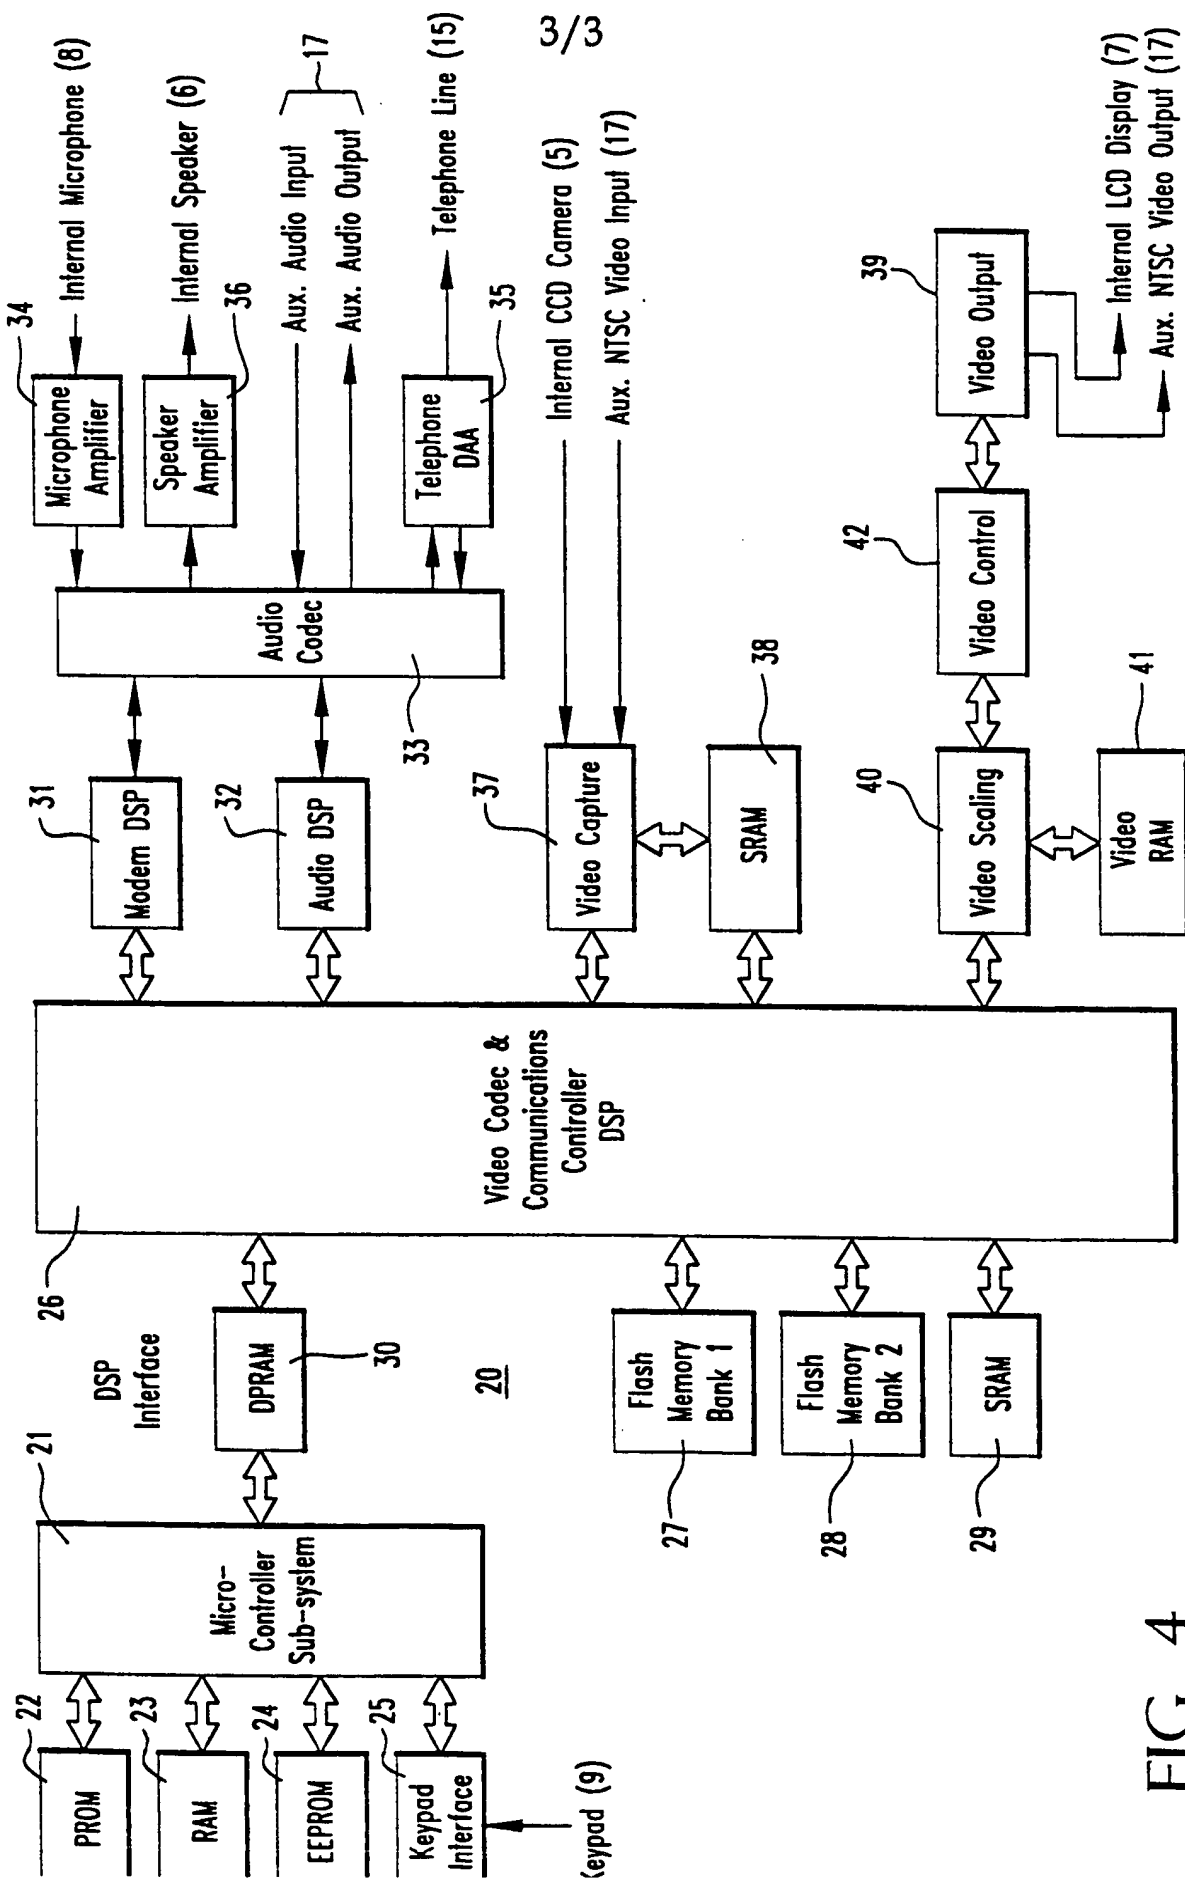 3/3
22
PROM
23
RAM
24
EEPROM
25
Keypad
Interface
Keypad (9)
21
Micro-
Controller
Sub-system
DSP
Interface
DPRAM
30
20
26
Video Codec &
Communications
Controller
DSP
Flash
Memory
Bank 1
27
Flash
Memory
Bank 2
28
SRAM
29
31
Modem DSP
32
Audio DSP
Audio
Codec
33
34
Microphone
Amplifier
Internal Microphone (8)
Speaker
Amplifier
36
Internal Speaker (6)
Aux. Audio Input
Aux. Audio Output
17
Telephone
DAA
35
Telephone Line (15)
37
Video Capture
Internal CCD Camera (5)
Aux. NTSC Video Input (17)
SRAM
38
40
Video Scaling
Video
RAM
41
42
Video Control
39
Video Output
Internal LCD Display (7)
Aux. NTSC Video Output (17)
FIG. 4